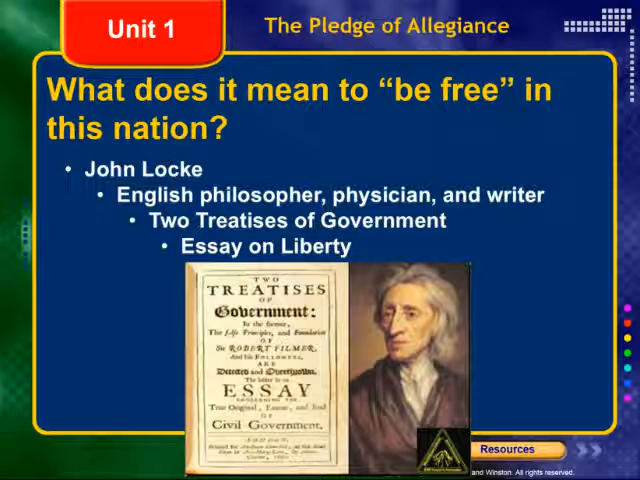 Unit 1
The Pledge of Allegiance
What does it mean to “be free” in
this nation?
• John Locke
• English philosopher, physician, and writer
• Two Treatises of Government
• Essay on Liberty
TWO
TREATISES
OF
Government:
In the former,
The false Principles, and Foundation
OF
Sir ROBERT FILMER,
And his FOLLOWERS,
ARE
Detected and Overthrown.
The latter is an
ESSAY
CONCERNING THE
True Original, Extent, and End
OF
Civil Government.
Resources
and Winston. All rights reserved.